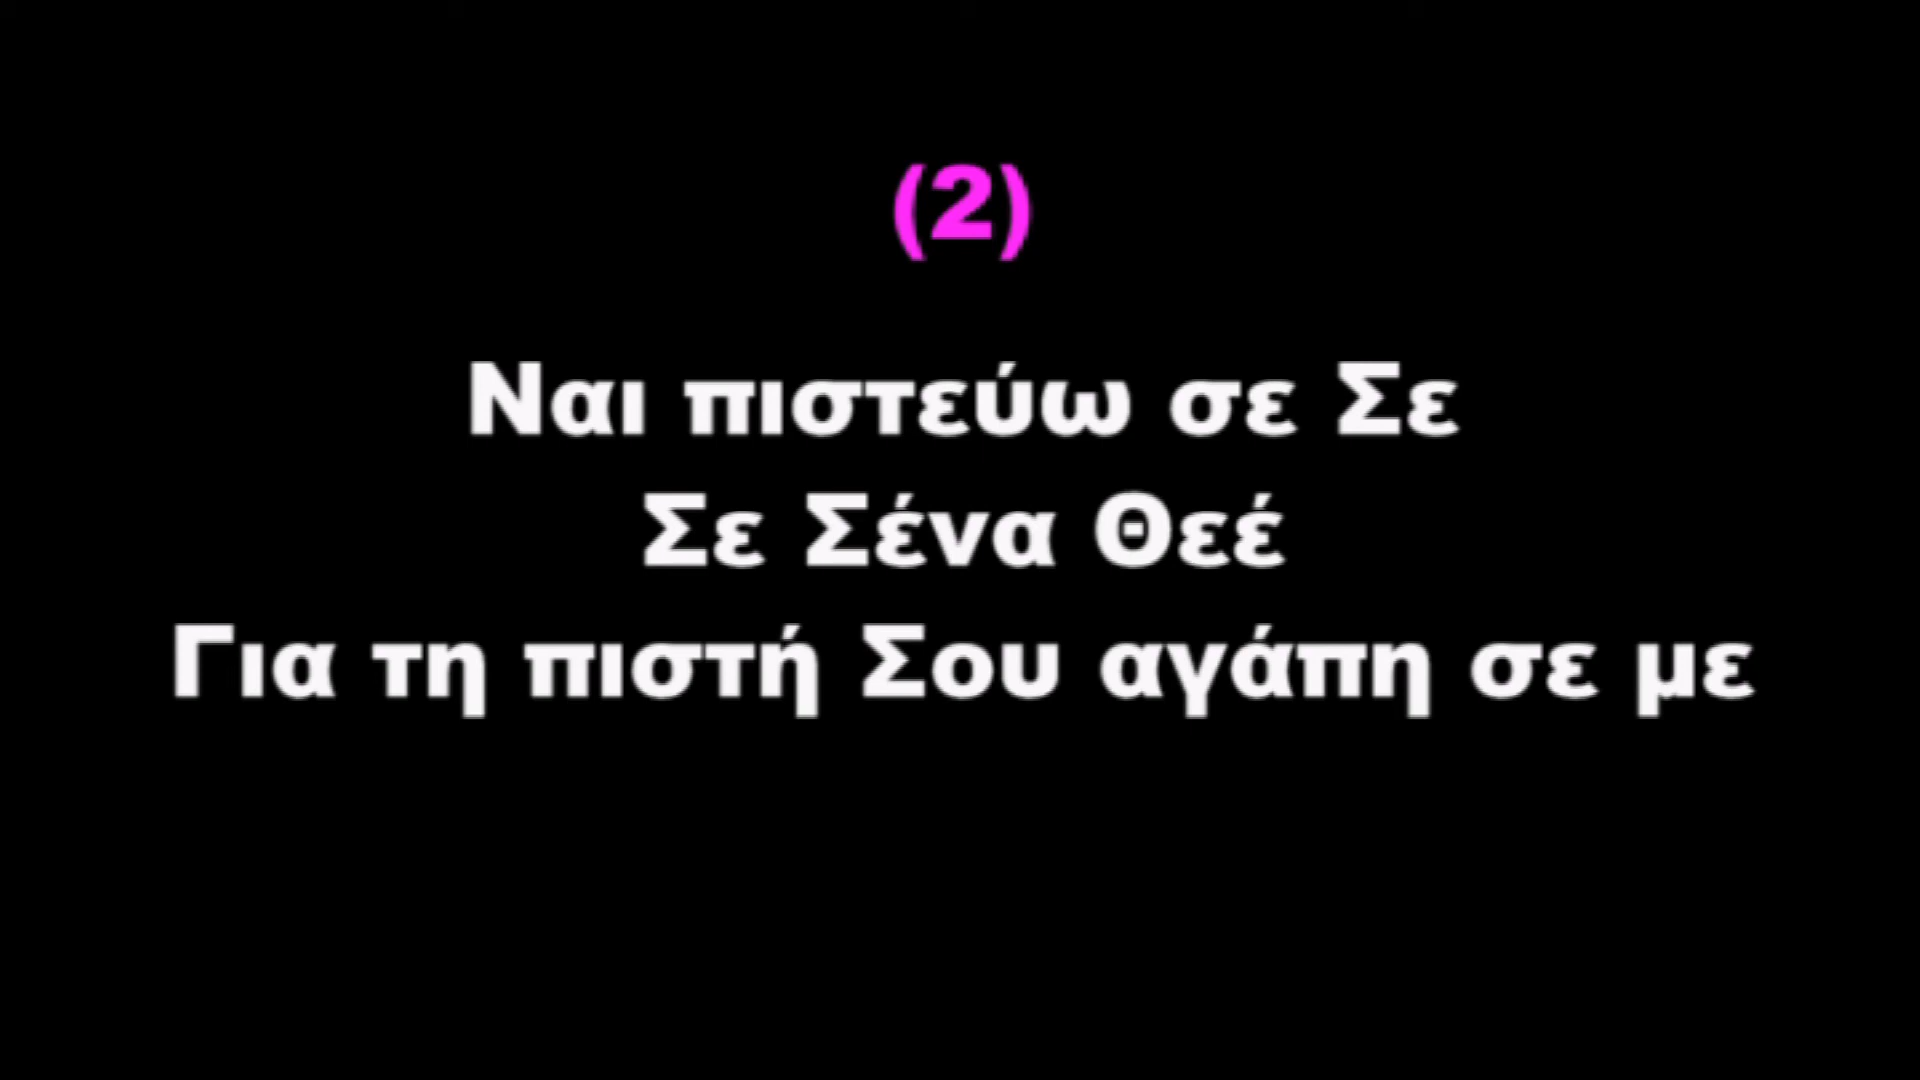 (2)
Ναι πιστεύω σε Σε
Σε Σένα Θεέ
Για τη πιστή Σου αγάπη σε με